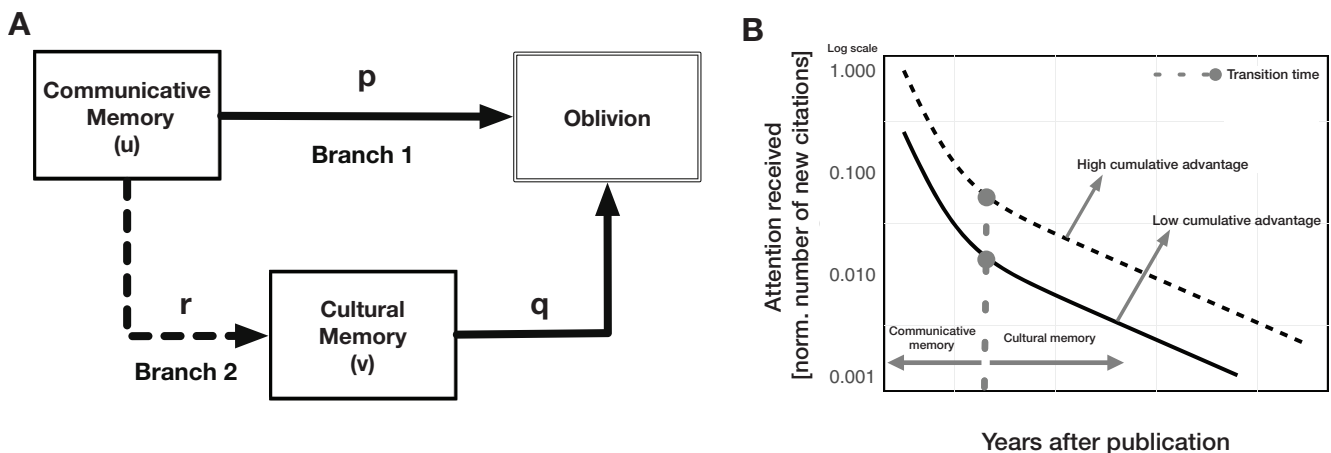 A
Communicative
Memory
(u)
p
Branch 1
Oblivion
r
Branch 2
Cultural
Memory
(v)
q
B
Log scale
1.000
0.100
0.010
0.001
Attention received
[norm. number of new citations]
Transition time
High cumulative advantage
Low cumulative advantage
Communicative
memory
Cultural memory
Years after publication